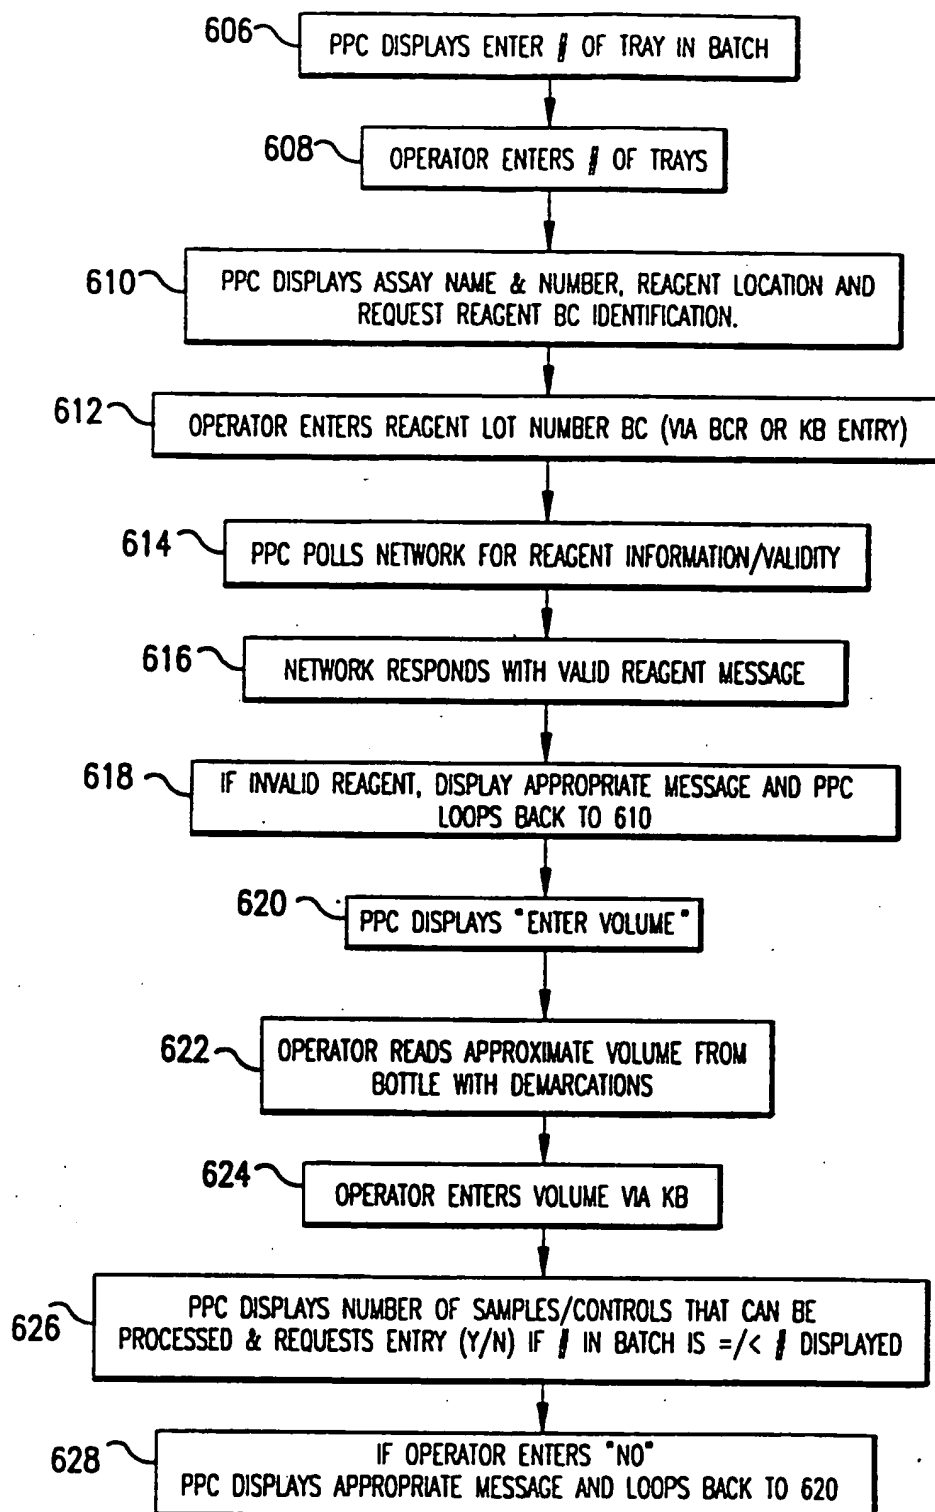 606
PPC DISPLAYS ENTER # OF TRAY IN BATCH
608
OPERATOR ENTERS # OF TRAYS
610
PPC DISPLAYS ASSAY NAME & NUMBER, REAGENT LOCATION AND
REQUEST REAGENT BC IDENTIFICATION.
612
OPERATOR ENTERS REAGENT LOT NUMBER BC (VIA BCR OR KB ENTRY)
614
PPC POLLS NETWORK FOR REAGENT INFORMATION/VALIDITY
616
NETWORK RESPONDS WITH VALID REAGENT MESSAGE
618
IF INVALID REAGENT, DISPLAY APPROPRIATE MESSAGE AND PPC
LOOPS BACK TO 610
620
PPC DISPLAYS "ENTER VOLUME"
622
OPERATOR READS APPROXIMATE VOLUME FROM
BOTTLE WITH DEMARCATIONS
624
OPERATOR ENTERS VOLUME VIA KB
626
PPC DISPLAYS NUMBER OF SAMPLES/CONTROLS THAT CAN BE
PROCESSED & REQUESTS ENTRY (Y/N) IF # IN BATCH IS =/< # DISPLAYED
628
IF OPERATOR ENTERS "NO"
PPC DISPLAYS APPROPRIATE MESSAGE AND LOOPS BACK TO 620